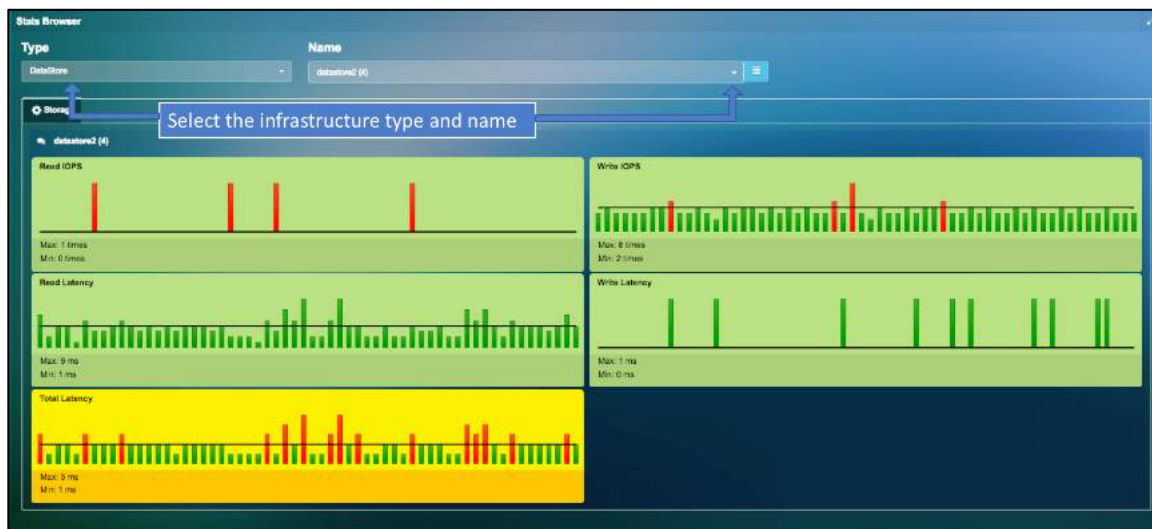 Stats Browser
Type
Name
DataStore
datastore2 (4)
Storage
Select the infrastructure type and name
datastore2 (4)
Read IOPS
Max: 1 times
Min: 0 times
Write IOPS
Max: 8 times
Min: 2 times
Read Latency
Max: 9 ms
Min: 1 ms
Write Latency
Max: 1 ms
Min: 0 ms
Total Latency
Max: 5 ms
Min: 1 ms